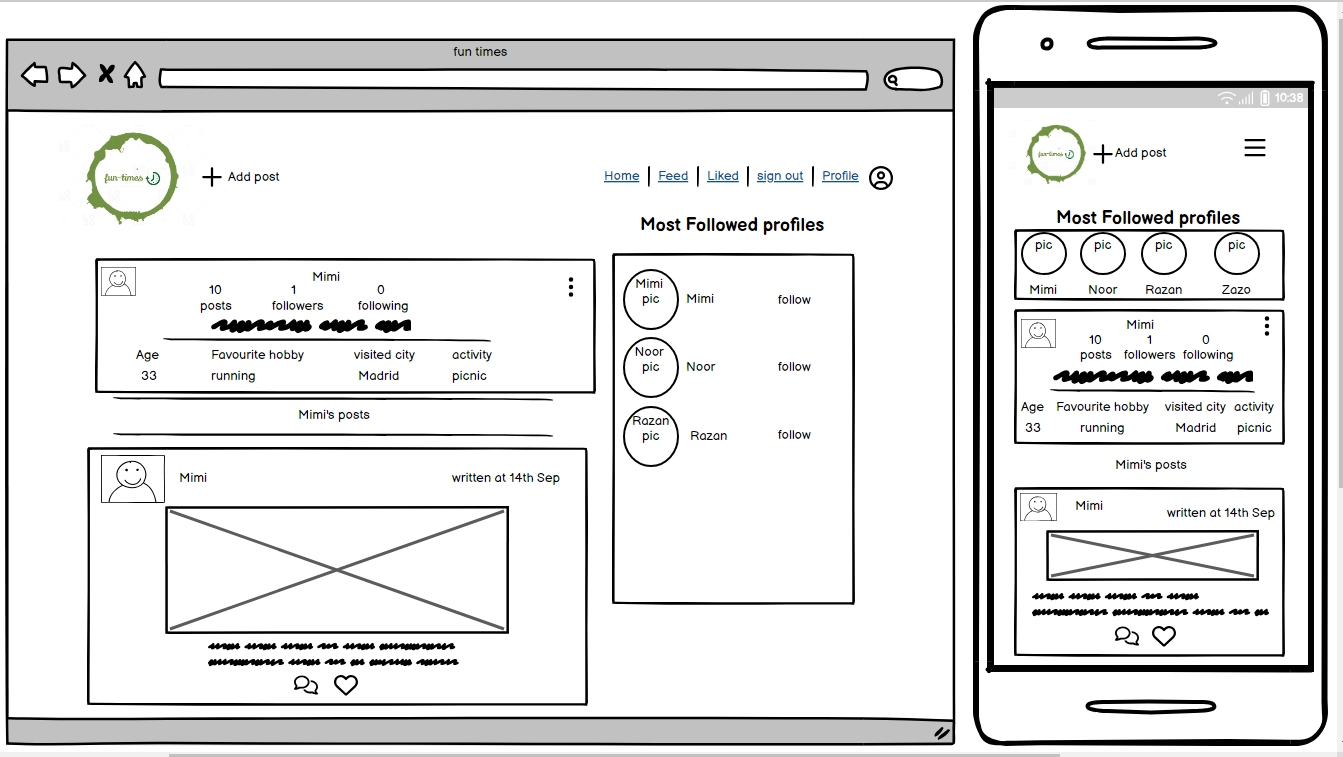 fun times
fun-times
Add post
Home Feed Liked sign out Profile
Most Followed profiles
Mimi
10 1 0
posts followers following
Age Favourite hobby visited city activity
33 running Madrid picnic
Mimi's posts
Mimi written at 14th Sep
Mimi
pic Mimi follow
Noor
pic Noor follow
Razan
pic Razan follow
10:38
fun-times
Add post
Most Followed profiles
pic pic pic pic
Mimi Noor Razan Zazo
Mimi
10 1 0
posts followers following
Age Favourite hobby visited city activity
33 running Madrid picnic
Mimi's posts
Mimi
written at 14th Sep